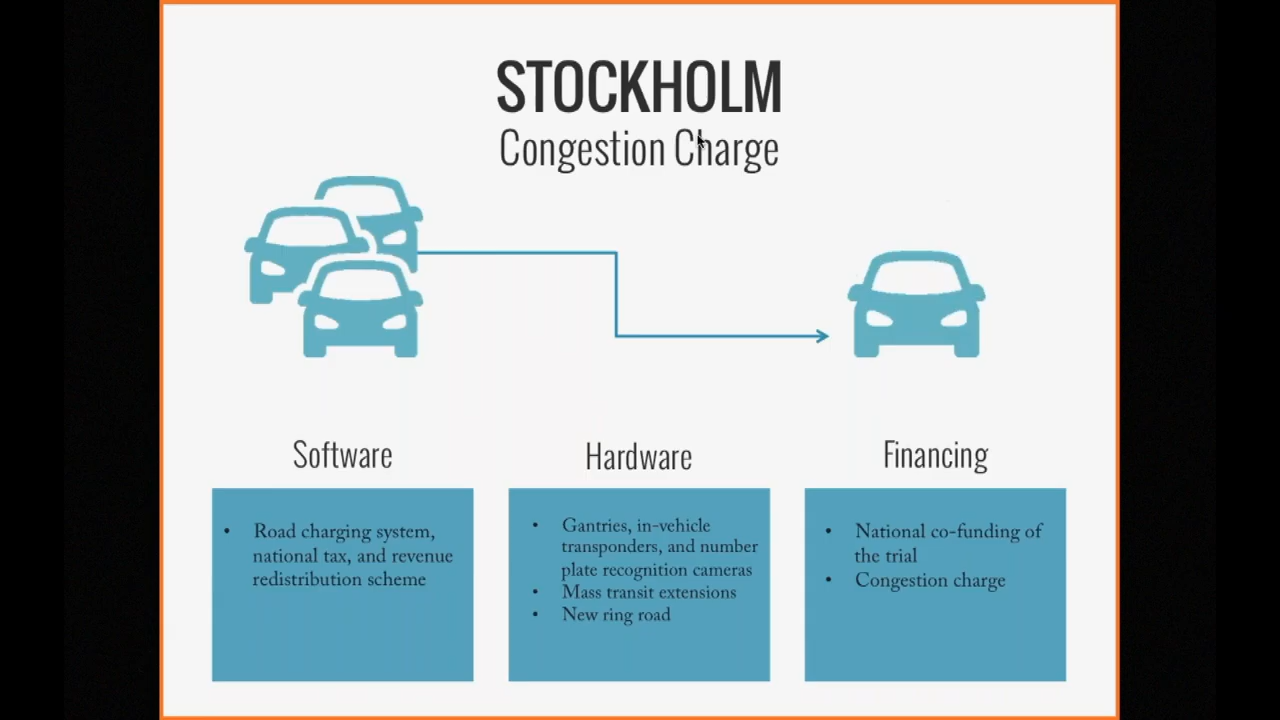 STOCKHOLM
Congestion Charge
Software
• Road charging system,
national tax, and revenue
redistribution scheme
Hardware
• Gantries, in-vehicle
transponders, and number
plate recognition cameras
• Mass transit extensions
• New ring road
Financing
• National co-funding of
the trial
• Congestion charge